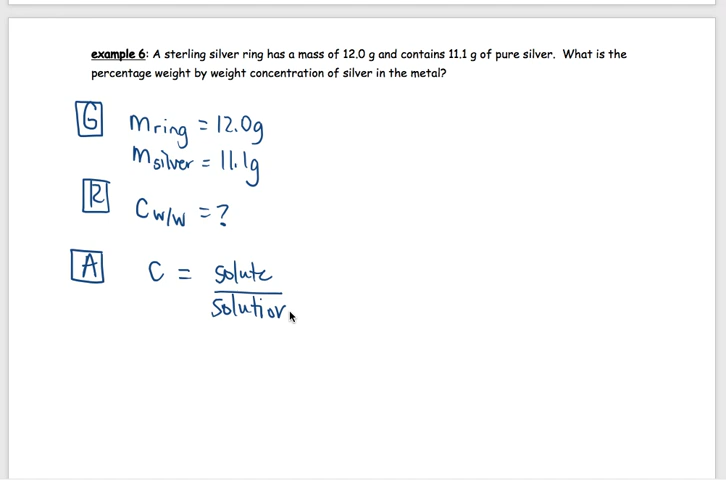 example 6: A sterling silver ring has a mass of 12.0 g and contains 11.1 g of pure silver. What is the
percentage weight by weight concentration of silver in the metal?
G mring = 12.0g
msilver = 11.1g
R Cw/w = ?
A C = solute
solution